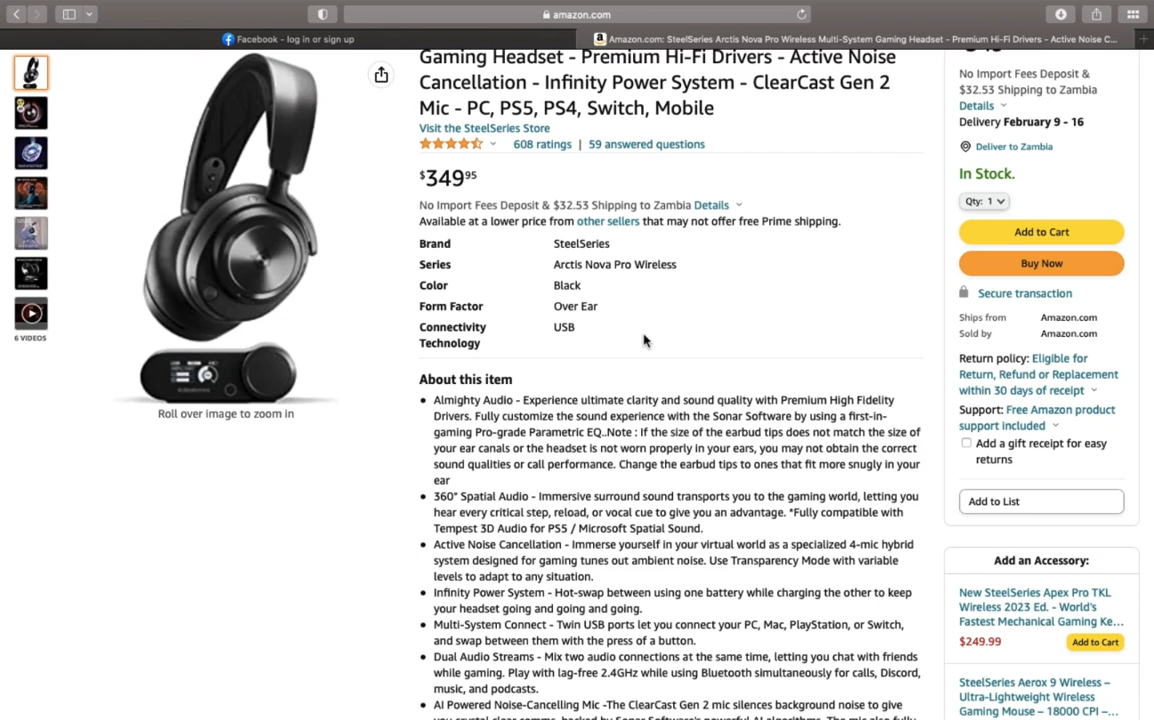 amazon.com
Facebook - log in or sign up
Amazon.com: SteelSeries Arctis Nova Pro Wireless Multi-System Gaming Headset - Premium Hi-Fi Drivers - Active Noise C...
Gaming Headset - Premium Hi-Fi Drivers - Active Noise
Cancellation - Infinity Power System - ClearCast Gen 2
Mic - PC, PS5, PS4, Switch, Mobile
Visit the SteelSeries Store
608 ratings | 59 answered questions
$349.95
No Import Fees Deposit & $32.53 Shipping to Zambia Details
Available at a lower price from other sellers that may not offer free Prime shipping.
Brand SteelSeries
Series Arctis Nova Pro Wireless
Color Black
Form Factor Over Ear
Connectivity USB
Technology
6 VIDEOS
Roll over image to zoom in
About this item
Almighty Audio - Experience ultimate clarity and sound quality with Premium High Fidelity
Drivers. Fully customize the sound experience with the Sonar Software by using a first-in-
gaming Pro-grade Parametric EQ..Note : If the size of the earbud tips does not match the size of
your ear canals or the headset is not worn properly in your ears, you may not obtain the correct
sound qualities or call performance. Change the earbud tips to ones that fit more snugly in your
ear
360° Spatial Audio - Immersive surround sound transports you to the gaming world, letting you
hear every critical step, reload, or vocal cue to give you an advantage. *Fully compatible with
Tempest 3D Audio for PS5 / Microsoft Spatial Sound.
Active Noise Cancellation - Immerse yourself in your virtual world as a specialized 4-mic hybrid
system designed for gaming tunes out ambient noise. Use Transparency Mode with variable
levels to adapt to any situation.
Infinity Power System - Hot-swap between using one battery while charging the other to keep
your headset going and going and going.
Multi-System Connect - Twin USB ports let you connect your PC, Mac, PlayStation, or Switch,
and swap between them with the press of a button.
Dual Audio Streams - Mix two audio connections at the same time, letting you chat with friends
while gaming. Play with lag-free 2.4GHz while using Bluetooth simultaneously for calls, Discord,
music, and podcasts.
AI Powered Noise-Cancelling Mic -The ClearCast Gen 2 mic silences background noise to give
you crystal clear comms, backed by Sonar Software's powerful AI algorithms. The mic also fully
No Import Fees Deposit &
$32.53 Shipping to Zambia
Details
Delivery February 9 - 16
Deliver to Zambia
In Stock.
Qty: 1
Add to Cart
Buy Now
Secure transaction
Ships from Amazon.com
Sold by Amazon.com
Return policy: Eligible for
Return, Refund or Replacement
within 30 days of receipt
Support: Free Amazon product
support included
Add a gift receipt for easy
returns
Add to List
Add an Accessory:
New SteelSeries Apex Pro TKL
Wireless 2023 Ed. - World's
Fastest Mechanical Gaming Ke...
$249.99 Add to Cart
SteelSeries Aerox 9 Wireless –
Ultra-Lightweight Wireless
Gaming Mouse – 18000 CPI –...